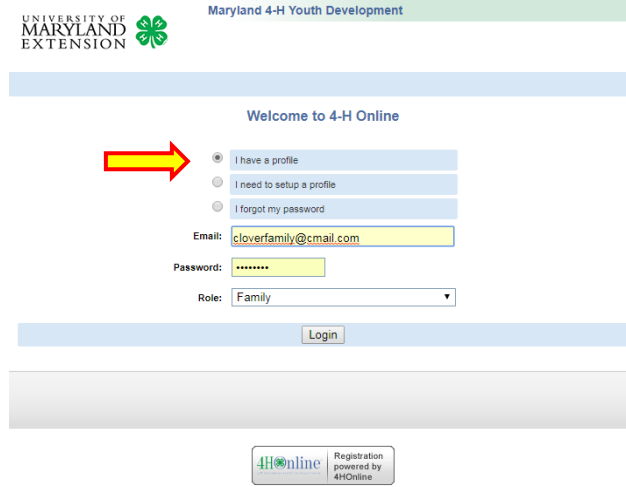 Maryland 4-H Youth Development
UNIVERSITY OF
MARYLAND
EXTENSION
Welcome to 4-H Online
I have a profile
I need to setup a profile
I forgot my password
Email: cloverfamily@cmail.com
Password: ••••••••
Role: Family
Login
4HOnline
Registration
powered by
4HOnline